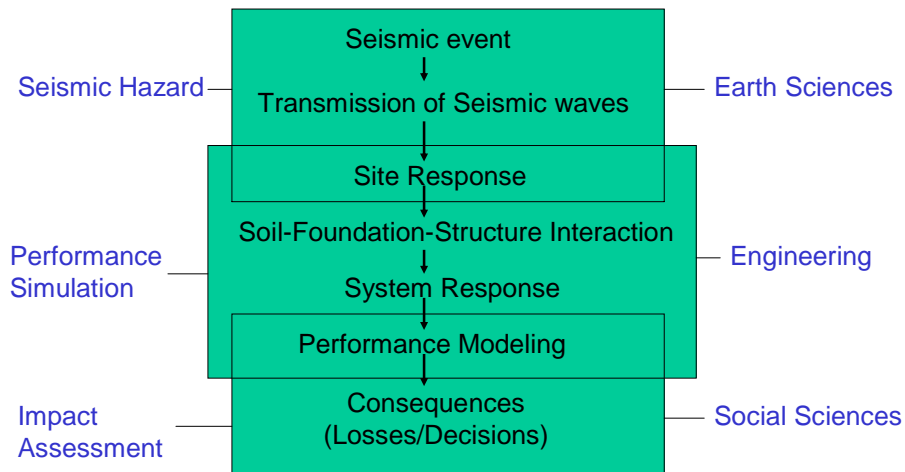 Seismic event
Seismic Hazard
Earth Sciences
Transmission of Seismic waves
Site Response
Soil-Foundation-Structure Interaction
Performance
Simulation
Engineering
System Response
Performance Modeling
Consequences
(Losses/Decisions)
Impact
Assessment
Social Sciences